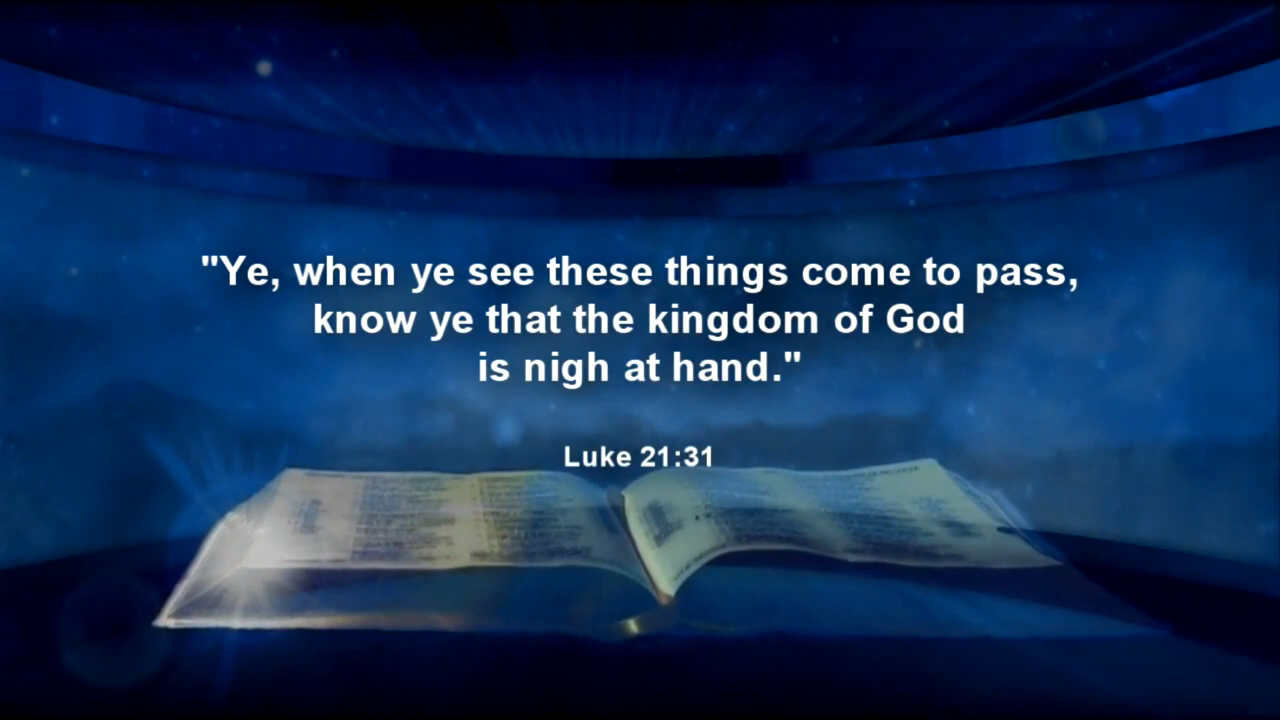 "Ye, when ye see these things come to pass,
know ye that the kingdom of God
is nigh at hand."
Luke 21:31